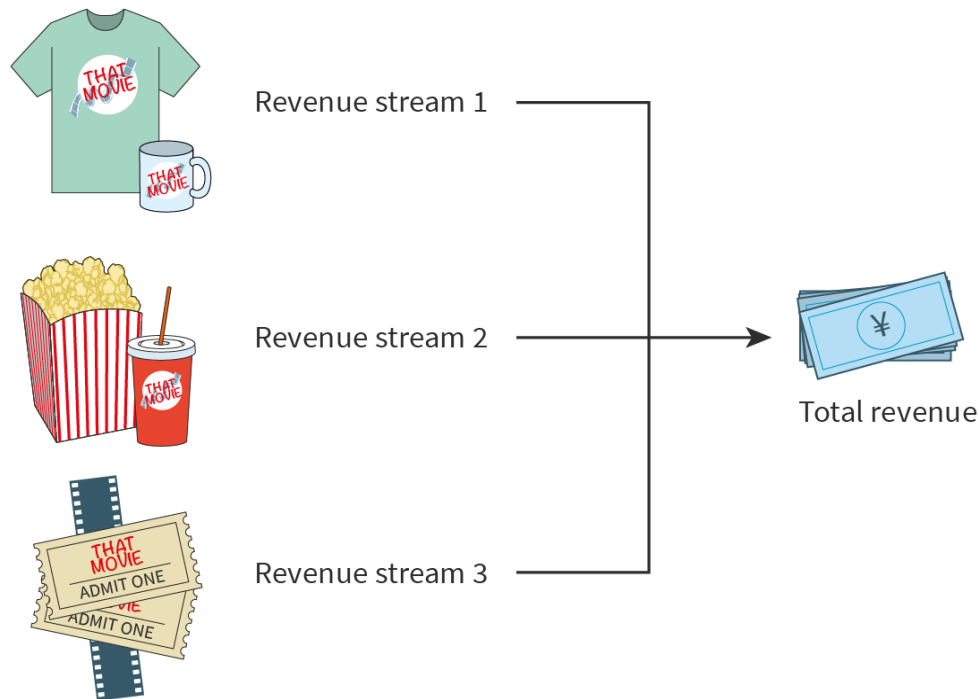 THAT
MOVIE
THAT
MOVIE
Revenue stream 1
THAT
MOVIE
Revenue stream 2
¥
Total revenue
THAT
MOVIE
ADMIT ONE
MOVIE
ADMIT ONE
Revenue stream 3